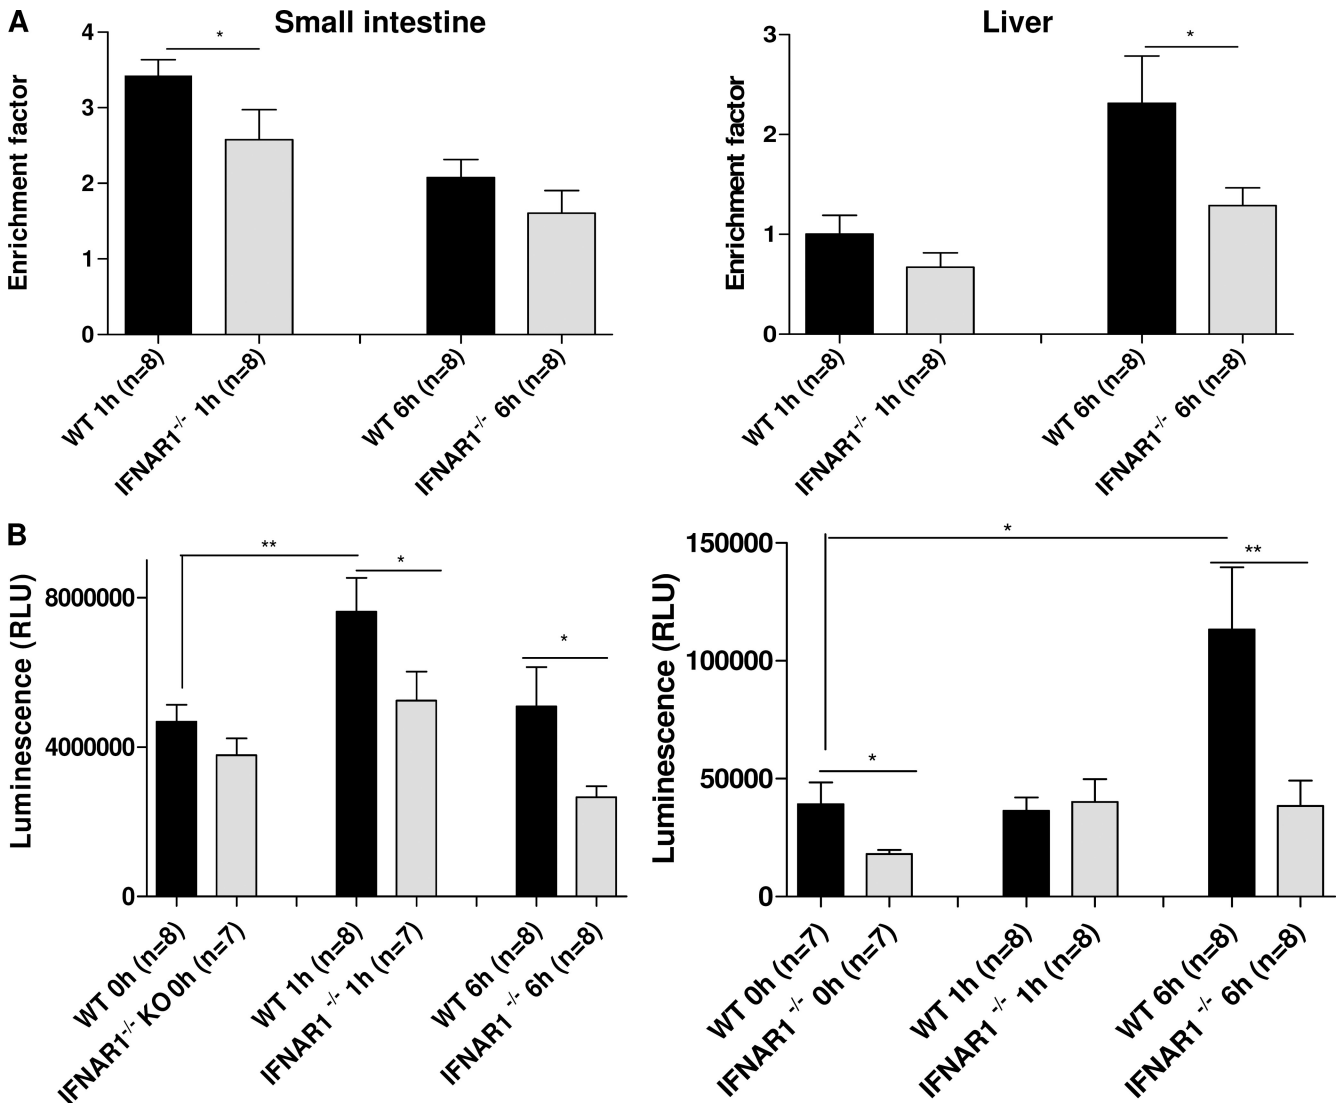 A
Small intestine
Enrichment factor
4
3
2
1
0
*
WT 1h (n=8)
IFNAR1-/- 1h (n=8)
WT 6h (n=8)
IFNAR1-/- 6h (n=8)
Liver
Enrichment factor
3
2
1
0
*
WT 1h (n=8)
IFNAR1-/- 1h (n=8)
WT 6h (n=8)
IFNAR1-/- 6h (n=8)
B
Luminescence (RLU)
8000000
4000000
0
**
*
*
WT 0h (n=8)
IFNAR1-/- KO 0h (n=7)
WT 1h (n=8)
IFNAR1 -/- 1h (n=7)
WT 6h (n=8)
IFNAR1 -/- 6h (n=8)
Luminescence (RLU)
150000
100000
50000
0
*
**
*
WT 0h (n=7)
IFNAR1 -/- 0h (n=7)
WT 1h (n=8)
IFNAR1 -/- 1h (n=8)
WT 6h (n=8)
IFNAR1 -/- 6h (n=8)